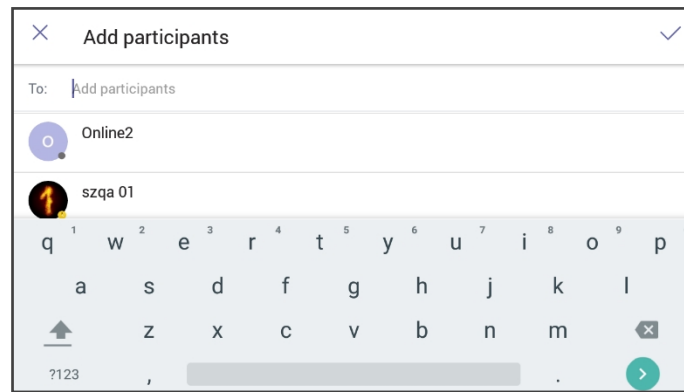 Add participants
To: Add participants
O Online2
szqa 01
q 1 w 2 e 3 r 4 t 5 y 6 u 7 i 8 o 9 p
a s d f g h j k l
z x c v b n m
?123 , .